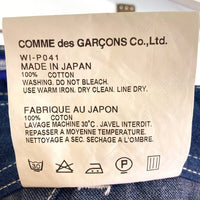 COMME des GARÇONS Co.,Ltd.
WI-P041
MADE IN JAPAN
100% COTTON
WASHING. DO NOT BLEACH.
USE WARM IRON. DRY CLEAN. LINE DRY.
FABRIQUE AU JAPON
100% COTON
LAVAGE MACHINE 30°C. JAVEL INTERDIT.
REPASSER A MOYENNE TEMPERATURE.
NETTOYAGE A SEC. SECHAGE A L'OMBRE.